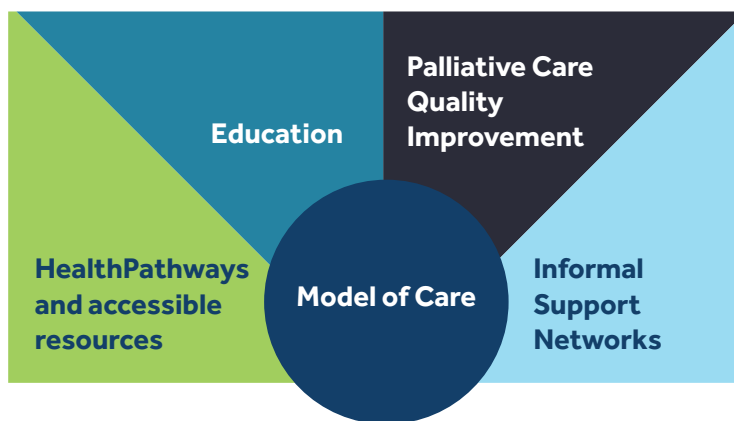 Palliative Care
Quality
Improvement
Education
HealthPathways
and accessible
resources
Model of Care
Informal
Support
Networks